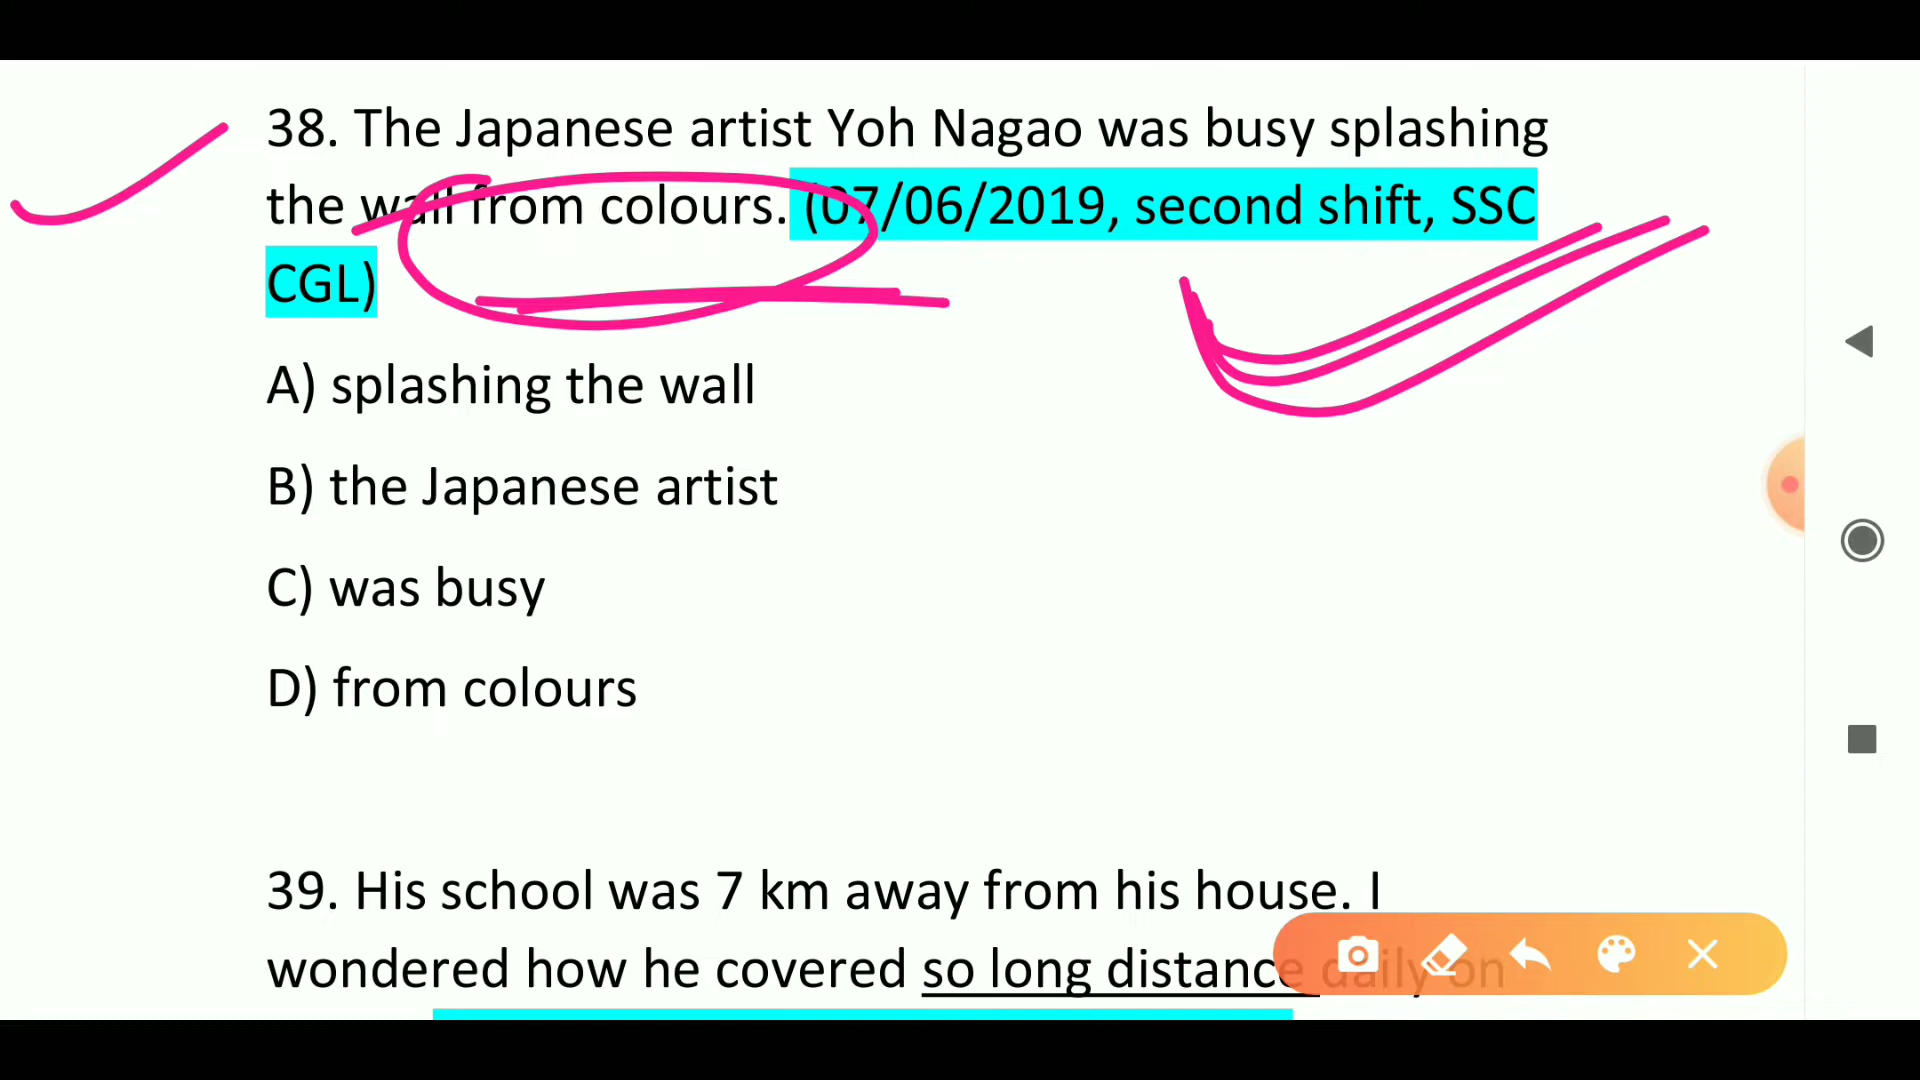 38. The Japanese artist Yoh Nagao was busy splashing
the wall from colours. (07/06/2019, second shift, SSC
CGL)
A) splashing the wall
B) the Japanese artist
C) was busy
D) from colours
39. His school was 7 km away from his house. I
wondered how he covered so long distance daily on